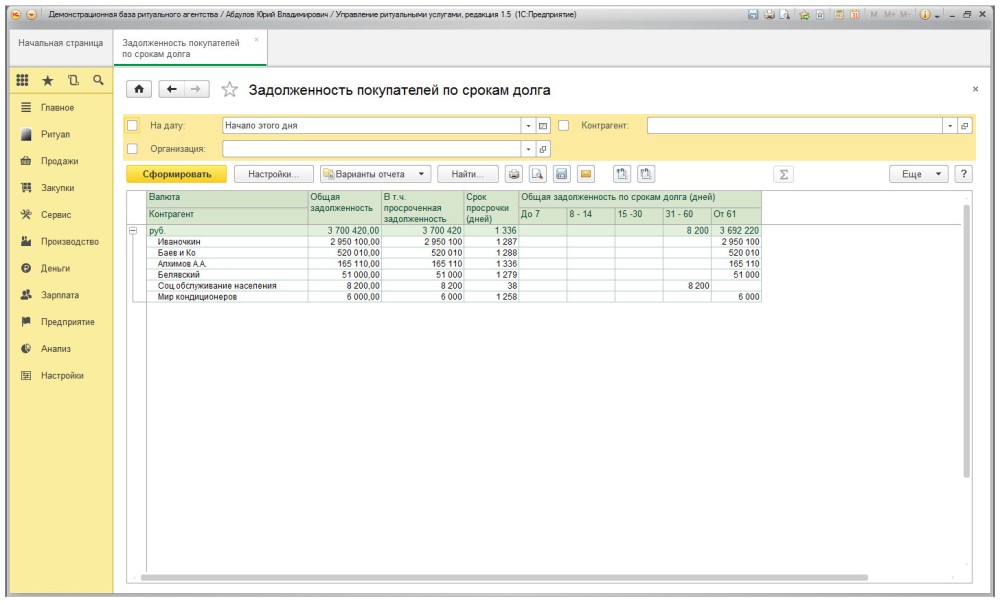 Демонстрационная база ритуального агентства / Абдулов Юрий Владимирович / Управление ритуальными услугами, редакция 1.5 (1С:Предприятие)
M M+ M-
Начальная страница
Задолженность покупателей
по срокам долга
Задолженность покупателей по срокам долга
Главное
Ритуал
Продажи
Закупки
Сервис
Производство
Деньги
Зарплата
Предприятие
Анализ
Настройки
На дату: Начало этого дня Контрагент:
Организация:
Сформировать Настройки... Варианты отчета Найти... Σ Еще ?
Валюта Общая задолженность В т.ч. просроченная задолженность Срок просрочки (дней) Общая задолженность по срокам долга (дней)
Контрагент До 7 8 - 14 15 -30 31 - 60 От 61
руб. 3 700 420,00 3 700 420 1 336 8 200 3 692 220
Иваночкин 2 950 100,00 2 950 100 1 287 2 950 100
Баев и Ко 520 010,00 520 010 1 288 520 010
Алхимов А.А. 165 110,00 165 110 1 336 165 110
Белявский 51 000,00 51 000 1 279 51 000
Соц.обслуживание населения 8 200,00 8 200 38 8 200
Мир кондиционеров 6 000,00 6 000 1 258 6 000